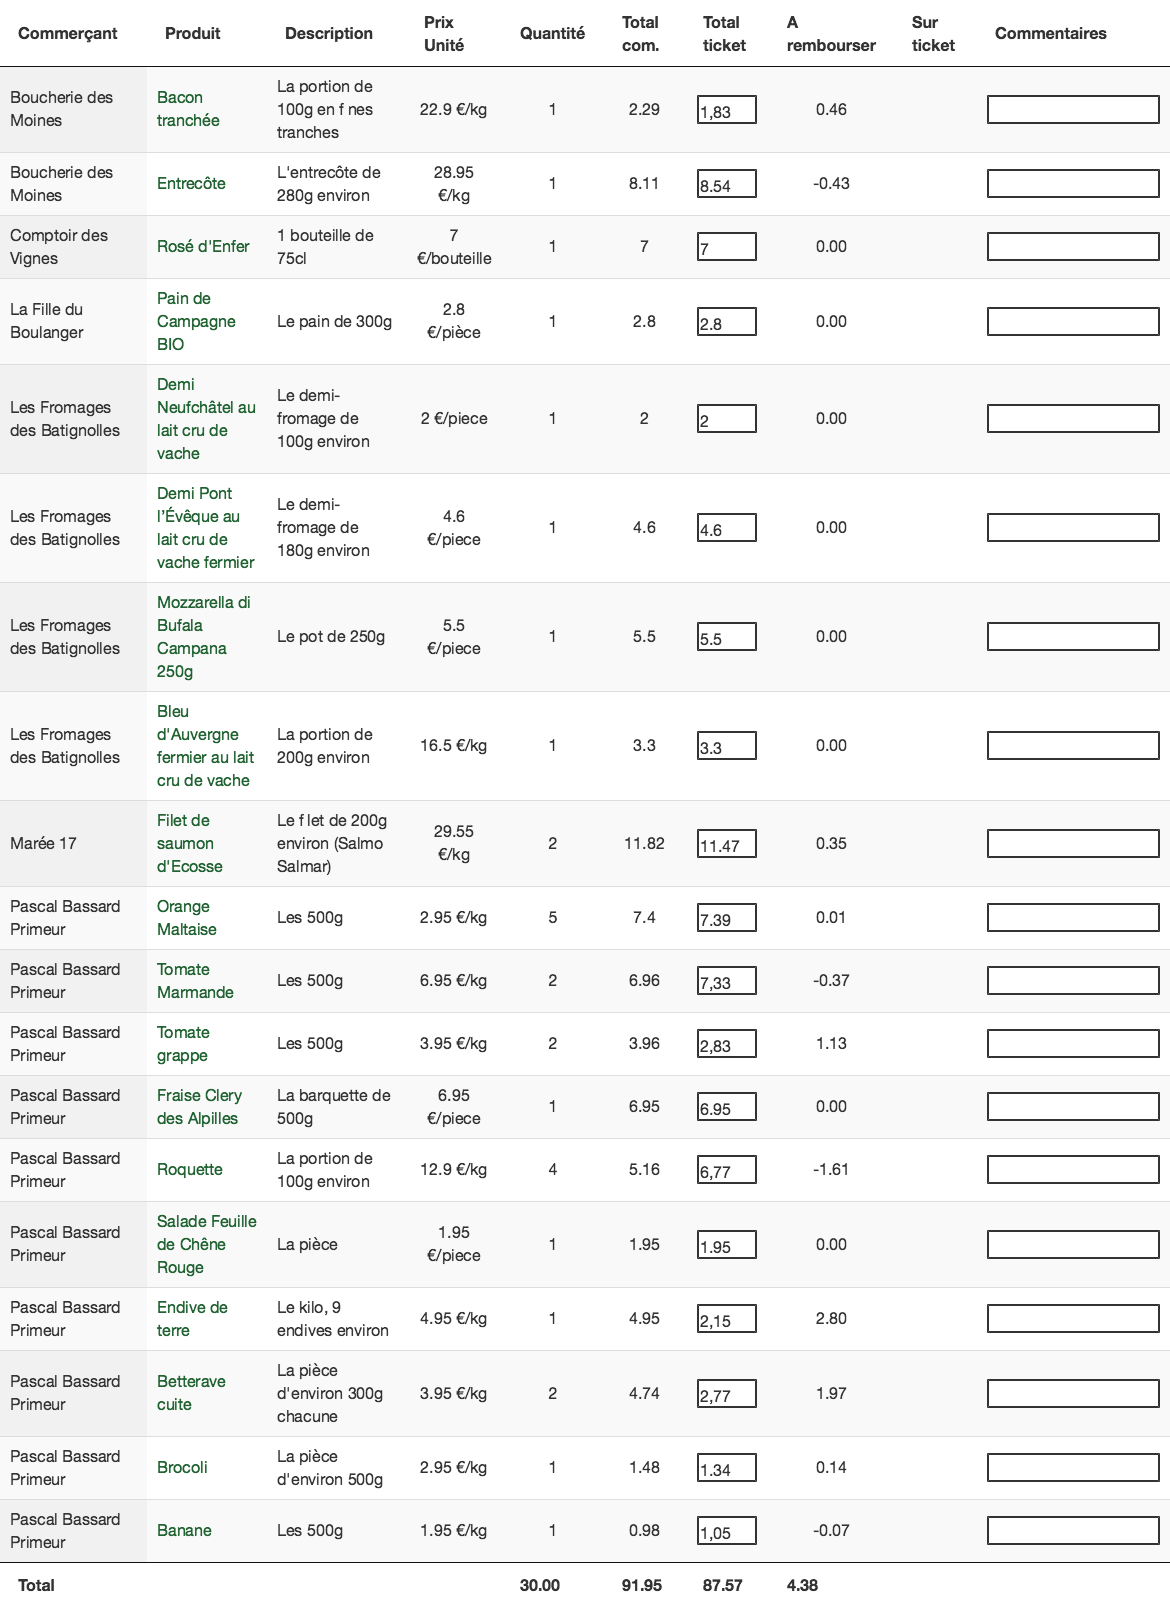 Commerçant Produit Description Prix Unité Quantité Total com. Total ticket A rembourser Sur ticket Commentaires
Boucherie des Moines Bacon tranchée La portion de 100g en f nes tranches 22.9 €/kg 1 2.29 1,83 0.46
Boucherie des Moines Entrecôte L'entrecôte de 280g environ 28.95 €/kg 1 8.11 8.54 -0.43
Comptoir des Vignes Rosé d'Enfer 1 bouteille de 75cl 7 €/bouteille 1 7 7 0.00
La Fille du Boulanger Pain de Campagne BIO Le pain de 300g 2.8 €/pièce 1 2.8 2.8 0.00
Les Fromages des Batignolles Demi Neufchâtel au lait cru de vache Le demi-fromage de 100g environ 2 €/piece 1 2 2 0.00
Les Fromages des Batignolles Demi Pont l’Évêque au lait cru de vache fermier Le demi-fromage de 180g environ 4.6 €/piece 1 4.6 4.6 0.00
Les Fromages des Batignolles Mozzarella di Bufala Campana 250g Le pot de 250g 5.5 €/piece 1 5.5 5.5 0.00
Les Fromages des Batignolles Bleu d'Auvergne fermier au lait cru de vache La portion de 200g environ 16.5 €/kg 1 3.3 3.3 0.00
Marée 17 Filet de saumon d'Ecosse Le f let de 200g environ (Salmo Salmar) 29.55 €/kg 2 11.82 11.47 0.35
Pascal Bassard Primeur Orange Maltaise Les 500g 2.95 €/kg 5 7.4 7.39 0.01
Pascal Bassard Primeur Tomate Marmande Les 500g 6.95 €/kg 2 6.96 7,33 -0.37
Pascal Bassard Primeur Tomate grappe Les 500g 3.95 €/kg 2 3.96 2,83 1.13
Pascal Bassard Primeur Fraise Clery des Alpilles La barquette de 500g 6.95 €/piece 1 6.95 6.95 0.00
Pascal Bassard Primeur Roquette La portion de 100g environ 12.9 €/kg 4 5.16 6,77 -1.61
Pascal Bassard Primeur Salade Feuille de Chêne Rouge La pièce 1.95 €/piece 1 1.95 1.95 0.00
Pascal Bassard Primeur Endive de terre Le kilo, 9 endives environ 4.95 €/kg 1 4.95 2,15 2.80
Pascal Bassard Primeur Betterave cuite La pièce d'environ 300g chacune 3.95 €/kg 2 4.74 2,77 1.97
Pascal Bassard Primeur Brocoli La pièce d'environ 500g 2.95 €/kg 1 1.48 1.34 0.14
Pascal Bassard Primeur Banane Les 500g 1.95 €/kg 1 0.98 1,05 -0.07
Total 30.00 91.95 87.57 4.38